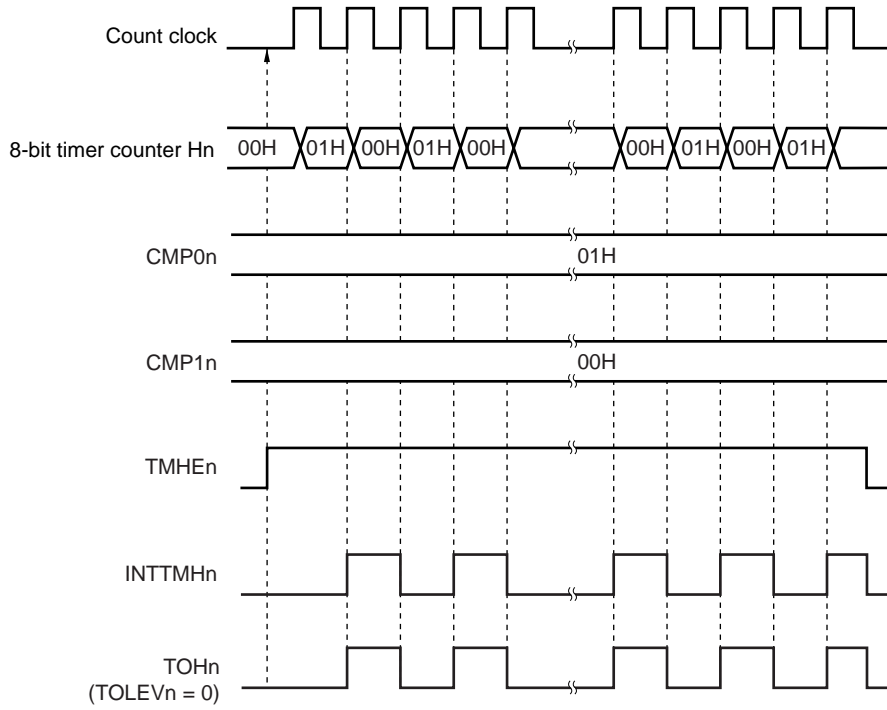 Count clock
8-bit timer counter Hn 00H 01H 00H 01H 00H 00H 01H 00H 01H
CMP0n 01H
CMP1n 00H
TMHEn
INTTMHn
TOHn
(TOLEVn = 0)